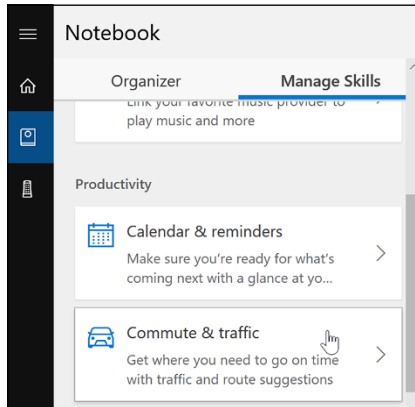 Notebook
Organizer
Manage Skills
Link your favorite music provider to
play music and more
Productivity
Calendar & reminders
Make sure you're ready for what's
coming next with a glance at yo...
Commute & traffic
Get where you need to go on time
with traffic and route suggestions